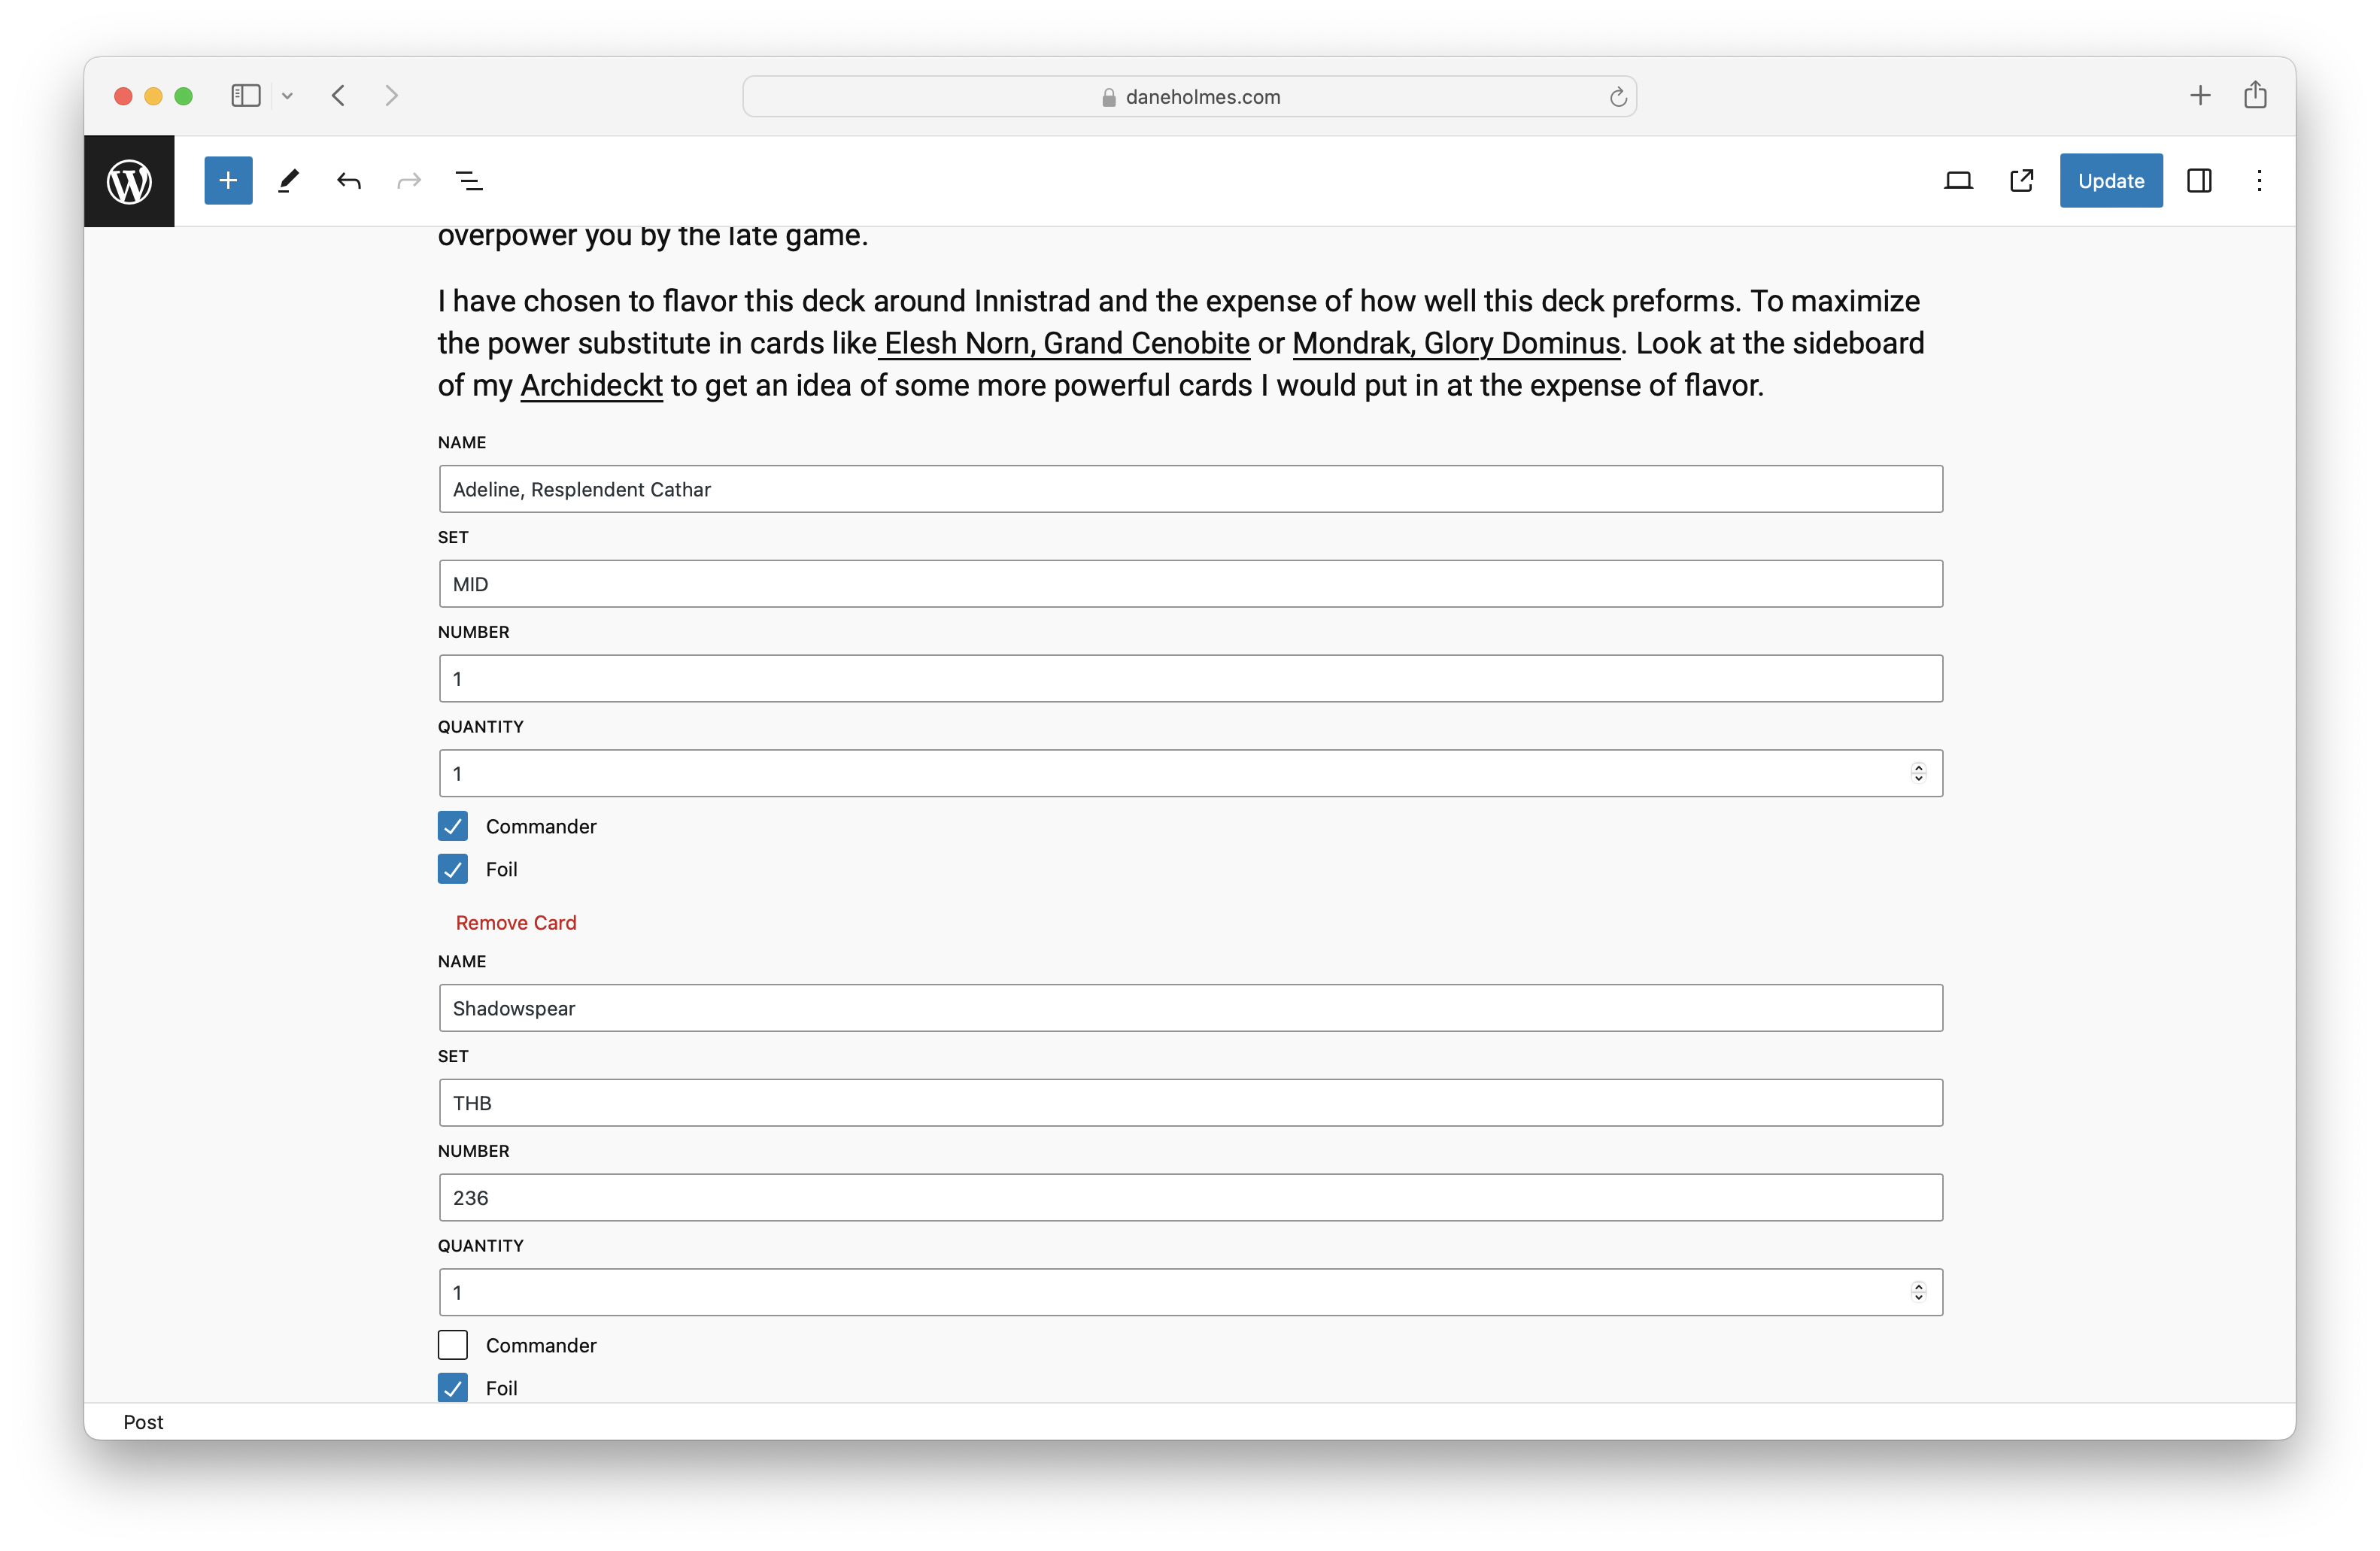 daneholmes.com
Update
overpower you by the late game.
I have chosen to flavor this deck around Innistrad and the expense of how well this deck preforms. To maximize
the power substitute in cards like Elesh Norn, Grand Cenobite or Mondrak, Glory Dominus. Look at the sideboard
of my Archideckt to get an idea of some more powerful cards I would put in at the expense of flavor.
NAME
Adeline, Resplendent Cathar
SET
MID
NUMBER
1
QUANTITY
1
Commander
Foil
Remove Card
NAME
Shadowspear
SET
THB
NUMBER
236
QUANTITY
1
Commander
Foil
Post